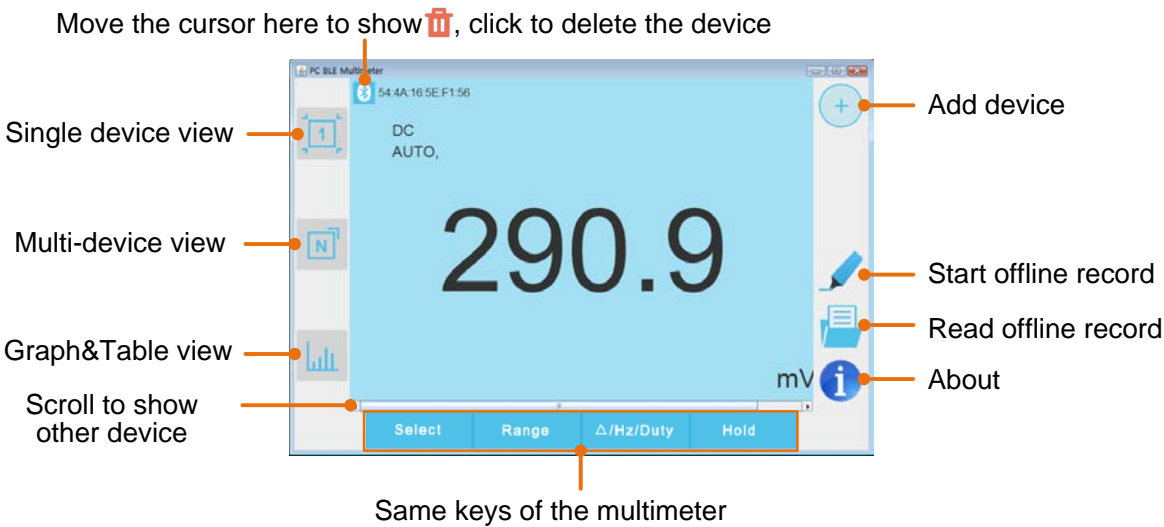 Move the cursor here to show , click to delete the device
PC BLE Multimeter
54:4A:16:5E:F1:56
Add device
Single device view
1
+
DC
AUTO,
290.9
Multi-device view
N
Start offline record
Read offline record
Graph&Table view
mV
i
About
Scroll to show
other device
Select Range △/Hz/Duty Hold
Same keys of the multimeter